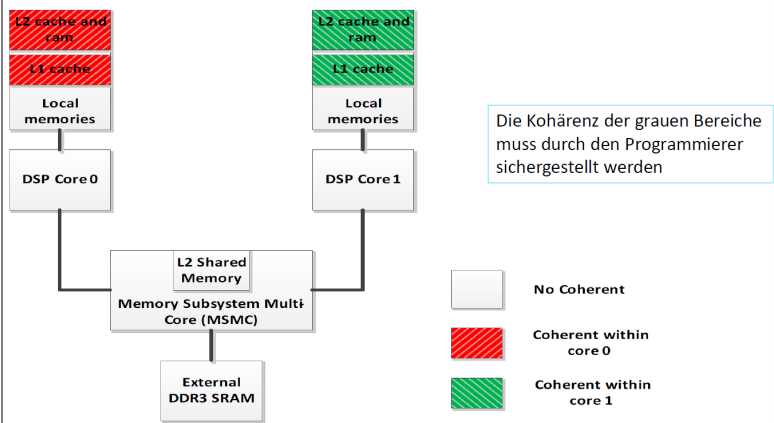 L2 cache and
ram
L1 cache
Local
memories
DSP Core 0
L2 cache and
ram
L1 cache
Local
memories
DSP Core 1
Die Kohärenz der grauen Bereiche
muss durch den Programmierer
sichergestellt werden
L2 Shared
Memory
Memory Subsystem Multi-
Core (MSMC)
External
DDR3 SRAM
No Coherent
Coherent within
core 0
Coherent within
core 1